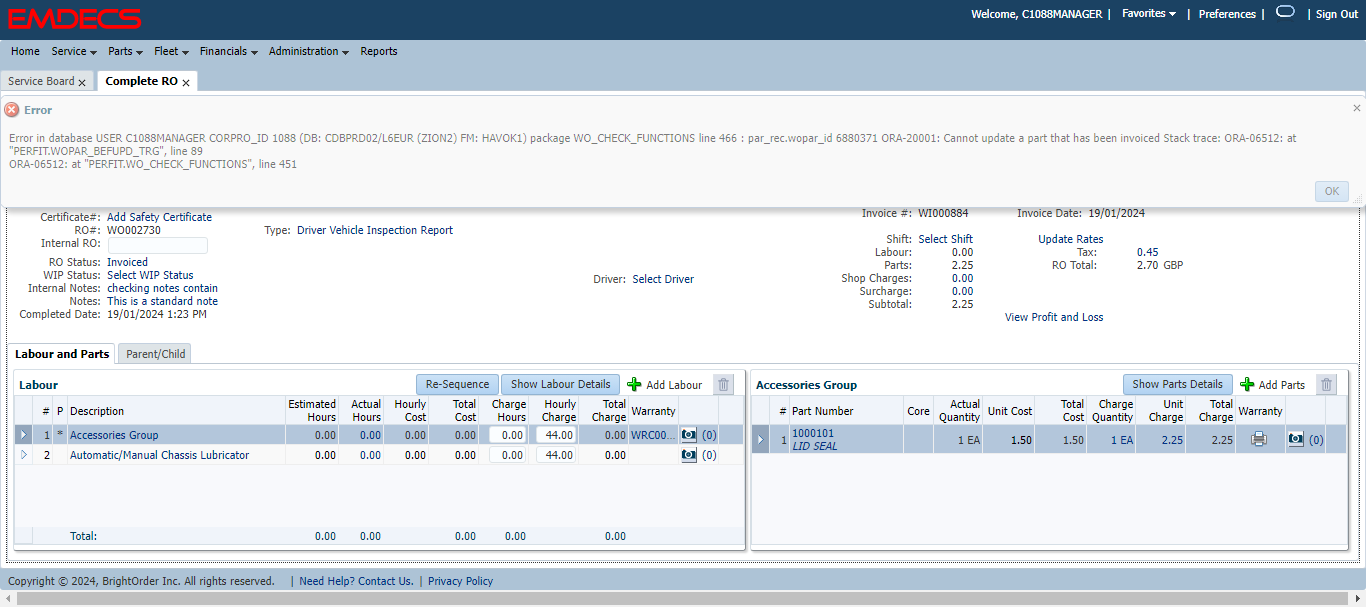 EMDECS
Welcome, C1088MANAGER | Favorites | Preferences | | Sign Out
Home Service Parts Fleet Financials Administration Reports
Service Board x Complete RO x
Error
Error in database USER C1088MANAGER CORPRO_ID 1088 (DB: CDBPRD02/L6EUR (ZION2) FM: HAVOK1) package WO_CHECK_FUNCTIONS line 466 : par_rec.wopar_id 6880371 ORA-20001: Cannot update a part that has been invoiced Stack trace: ORA-06512: at
"PERFIT.WOPAR_BEFUPD_TRG", line 89
ORA-06512: at "PERFIT.WO_CHECK_FUNCTIONS", line 451
OK
Certificate#: Add Safety Certificate Invoice #: WI000884 Invoice Date: 19/01/2024
RO#: WO002730 Type: Driver Vehicle Inspection Report
Internal RO: Shift: Select Shift Update Rates
Labour: 0.00 Tax: 0.45
RO Status: Invoiced Parts: 2.25 RO Total: 2.70 GBP
WIP Status: Select WIP Status Driver: Select Driver Shop Charges: 0.00
Internal Notes: checking notes contain Surcharge: 0.00
Notes: This is a standard note Subtotal: 2.25
Completed Date: 19/01/2024 1:23 PM View Profit and Loss
Labour and Parts Parent/Child
Labour Re-Sequence Show Labour Details Add Labour
# P Description Estimated Hours Actual Hours Hourly Cost Total Cost Charge Hours Hourly Charge Total Charge Warranty
1 * Accessories Group 0.00 0.00 0.00 0.00 0.00 44.00 0.00 WRC00... (0)
2 Automatic/Manual Chassis Lubricator 0.00 0.00 0.00 0.00 0.00 44.00 0.00 (0)
Total: 0.00 0.00 0.00 0.00 0.00
Accessories Group Show Parts Details Add Parts
# Part Number Core Actual Quantity Unit Cost Total Cost Charge Quantity Unit Charge Total Charge Warranty
1 1000101 1 EA 1.50 1.50 1 EA 2.25 2.25 (0)
LID SEAL
Copyright © 2024, BrightOrder Inc. All rights reserved. | Need Help? Contact Us. | Privacy Policy